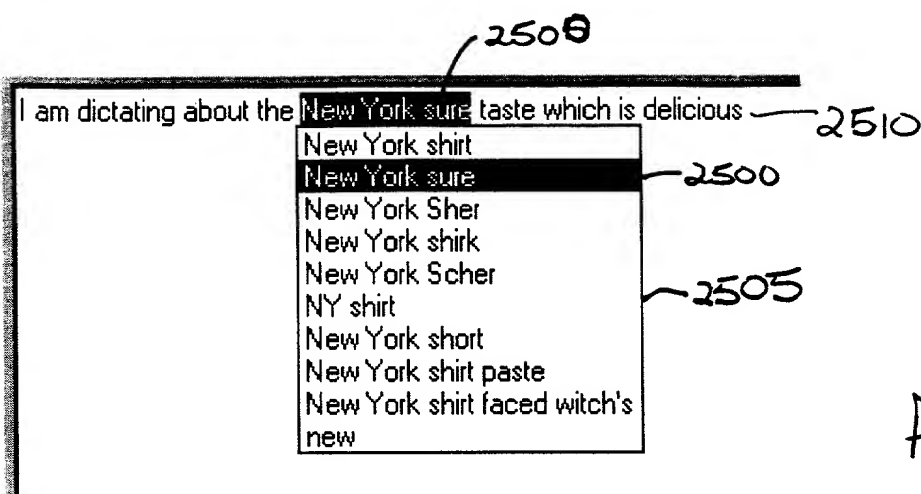 2508
I am dictating about the New York sure taste which is delicious 2510
New York shirt
New York sure 2500
New York Sher
New York shirk
New York Scher 2505
NY shirt
New York short
New York shirt paste
New York shirt faced witch's
new